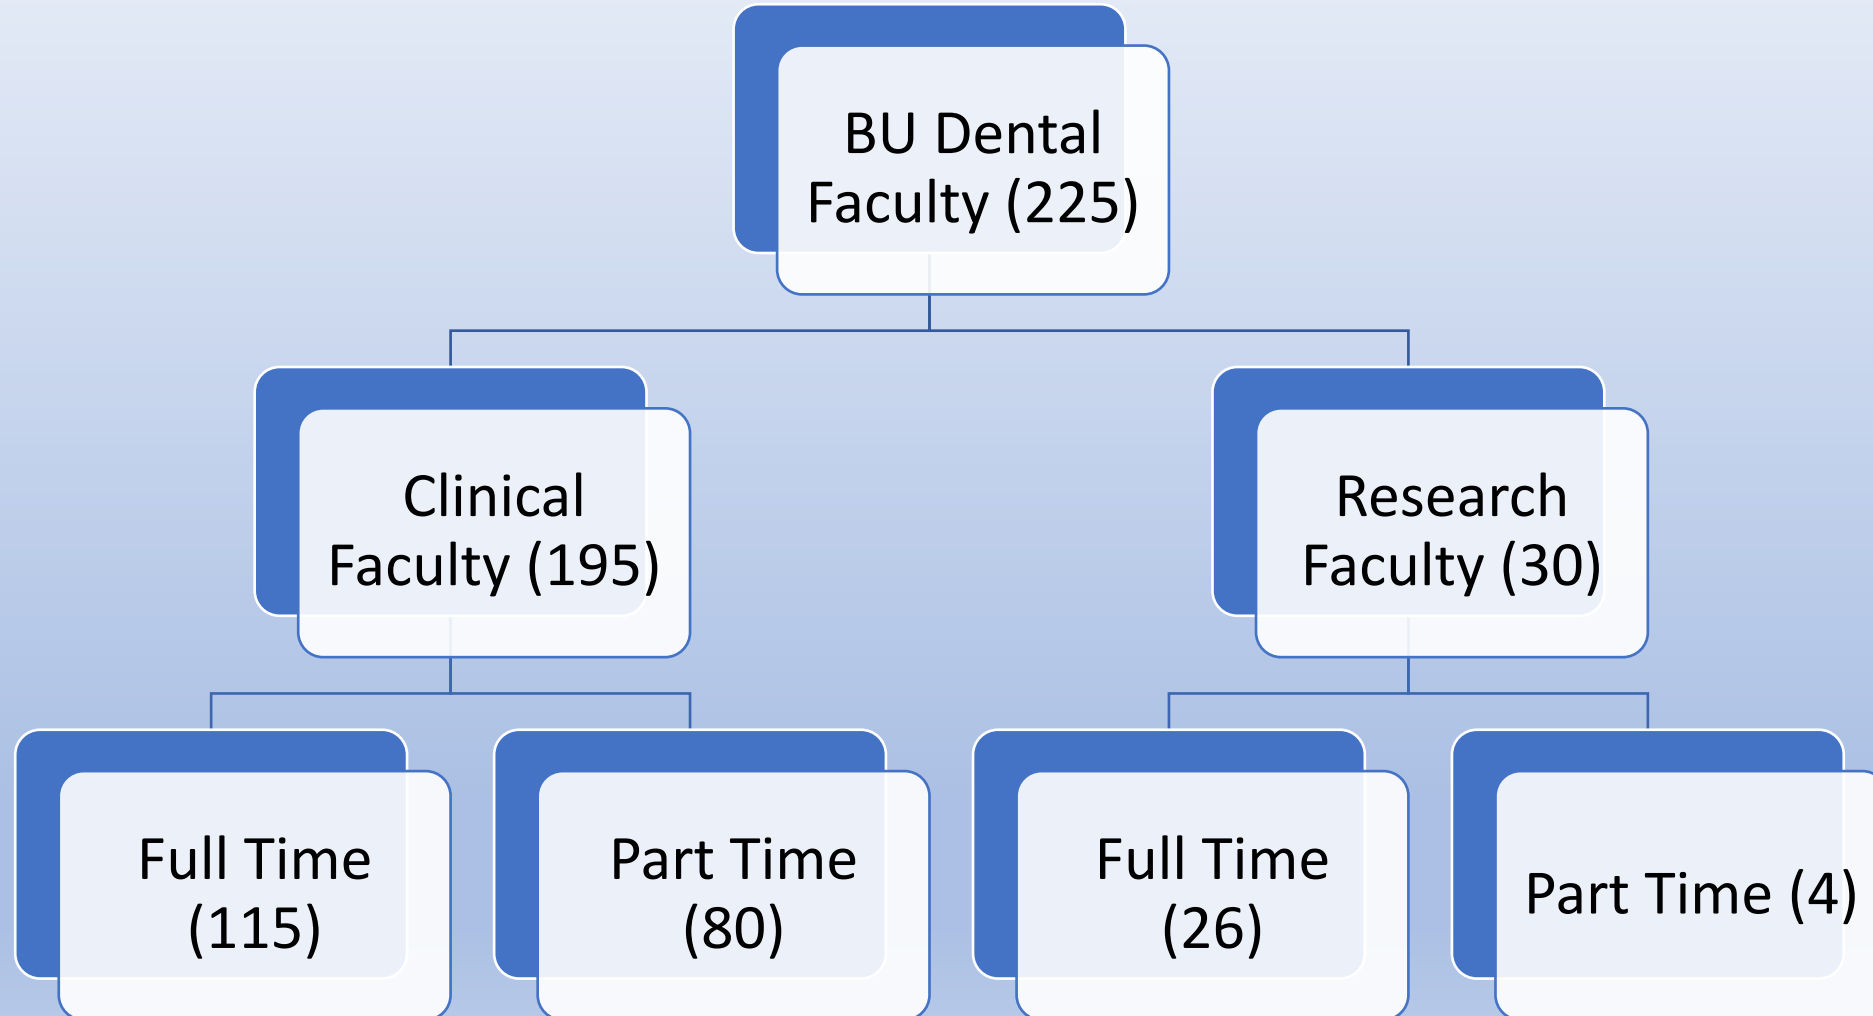 BU Dental
Faculty (225)
Clinical
Faculty (195)
Research
Faculty (30)
Full Time
(115)
Part Time
(80)
Full Time
(26)
Part Time (4)